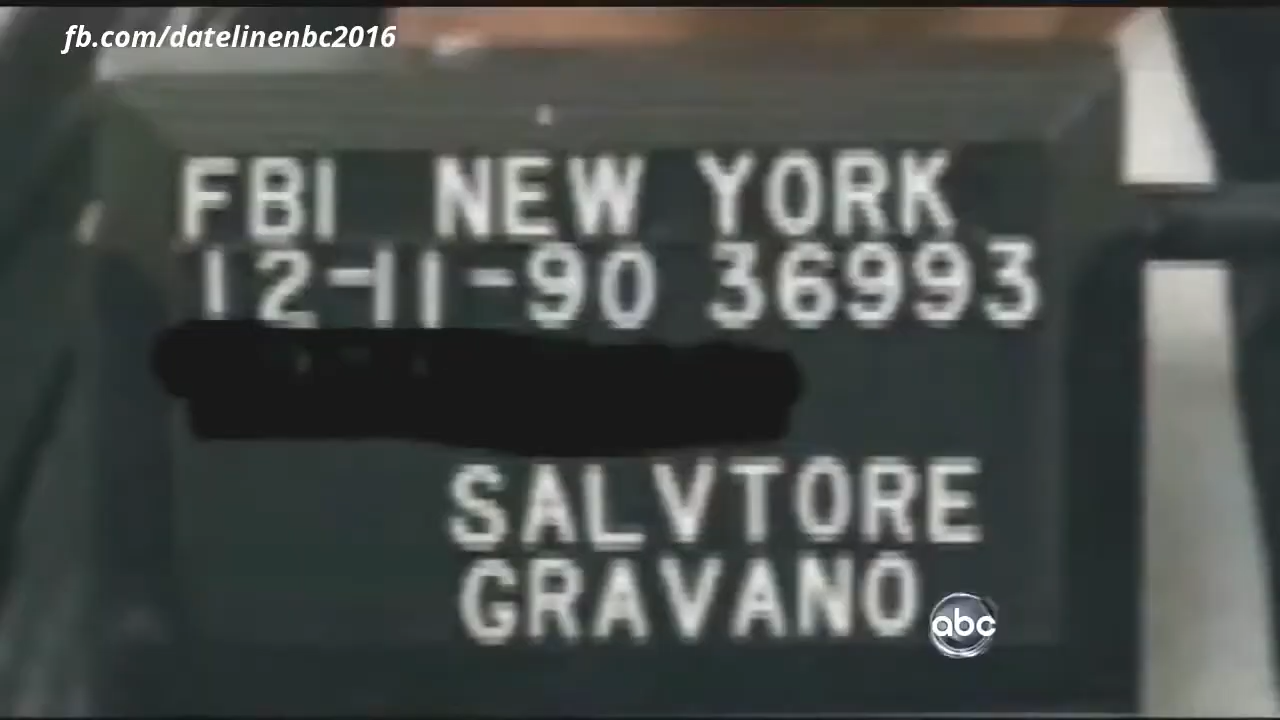 fb.com/datelinenbc2016
FBI NEW YORK
12-11-90 36993
SALVTORE
GRAVANO
abc